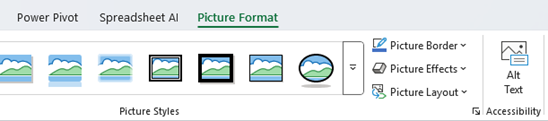 Power Pivot Spreadsheet AI Picture Format
Picture Border
Picture Effects
Picture Layout
Alt
Text
Picture Styles Accessibility